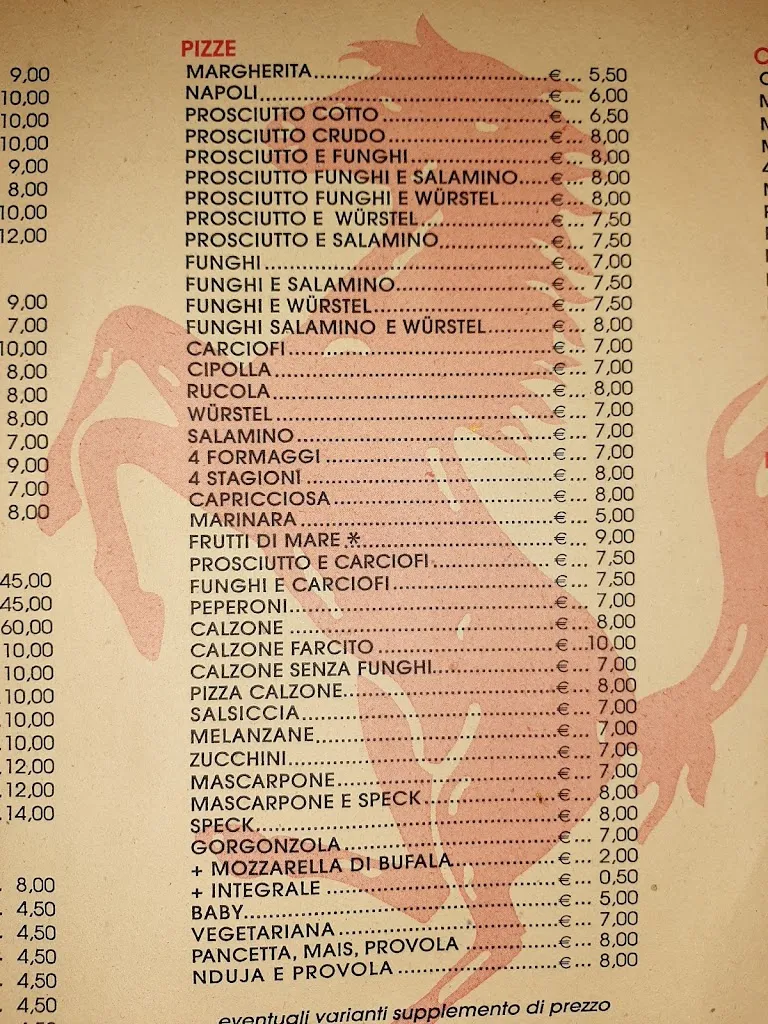 9,00
10,00
10,00
10,00
9,00
8,00
10,00
12,00
9,00
7,00
10,00
8,00
8,00
8,00
7,00
9,00
7,00
8,00
45,00
45,00
60,00
10,00
10,00
10,00
10,00
10,00
12,00
12,00
14,00
8,00
4,50
4,50
4,50
4,50
4,50
PIZZE
MARGHERITA...€... 5,50
NAPOLI...€... 6,00
PROSCIUTTO COTTO...€... 6,50
PROSCIUTTO CRUDO...€... 8,00
PROSCIUTTO E FUNGHI...€... 8,00
PROSCIUTTO FUNGHI E SALAMINO...€... 8,00
PROSCIUTTO FUNGHI E WÜRSTEL...€... 8,00
PROSCIUTTO E WÜRSTEL...€... 7,50
PROSCIUTTO E SALAMINO...€... 7,50
FUNGHI...€... 7,00
FUNGHI E SALAMINO...€... 7,50
FUNGHI E WÜRSTEL...€... 7,50
FUNGHI SALAMINO E WÜRSTEL...€... 8,00
CARCIOFI...€... 7,00
CIPOLLA...€... 7,00
RUCOLA...€... 8,00
WÜRSTEL...€... 7,00
SALAMINO...€... 7,00
4 FORMAGGI...€... 7,00
4 STAGIONI...€... 8,00
CAPRICCIOSA...€... 8,00
MARINARA...€... 5,00
FRUTTI DI MARE *...€... 9,00
PROSCIUTTO E CARCIOFI...€... 7,50
FUNGHI E CARCIOFI...€... 7,50
PEPERONI...€... 7,00
CALZONE...€... 8,00
CALZONE FARCITO...€...10,00
CALZONE SENZA FUNGHI...€... 7,00
PIZZA CALZONE...€... 8,00
SALSICCIA...€... 7,00
MELANZANE...€... 7,00
ZUCCHINI...€... 7,00
MASCARPONE...€... 7,00
MASCARPONE E SPECK...€... 8,00
SPECK...€... 8,00
GORGONZOLA...€... 7,00
+ MOZZARELLA DI BUFALA...€... 2,00
+ INTEGRALE...€... 0,50
BABY...€... 5,00
VEGETARIANA...€... 7,00
PANCETTA, MAIS, PROVOLA...€... 8,00
NDUJA E PROVOLA...€... 8,00
eventuali varianti supplemento di prezzo